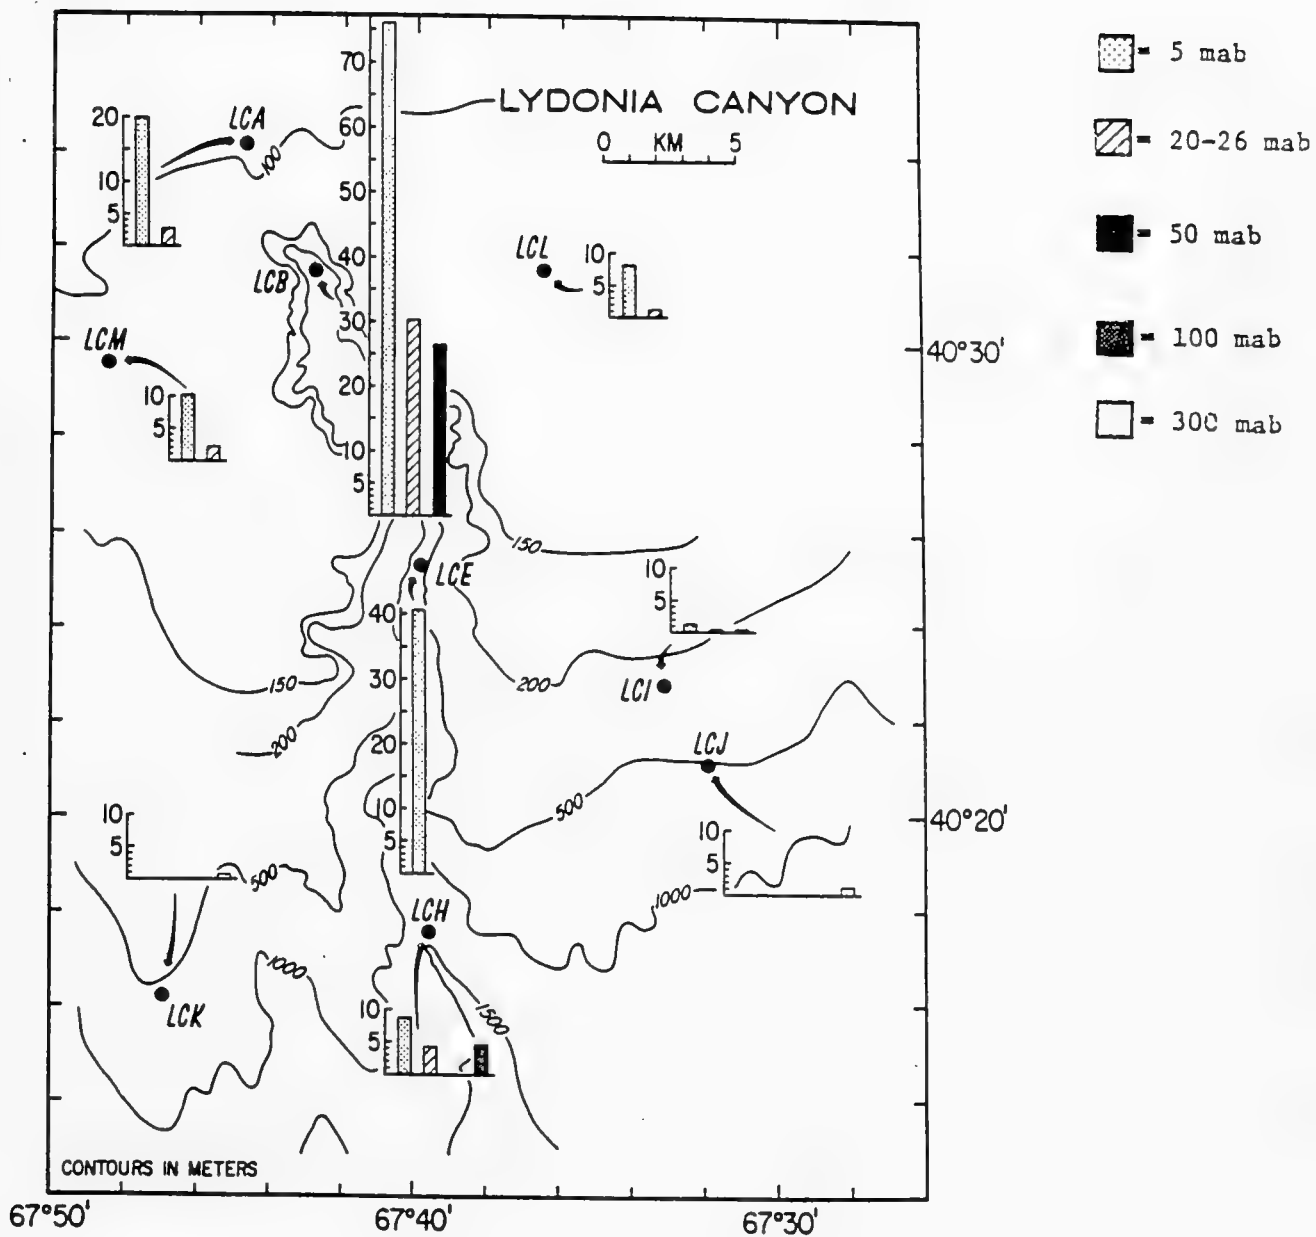 LYDONIA CANYON
0 KM 5
= 5 mab
= 20-26 mab
= 50 mab
= 100 mab
= 300 mab
70
60
50
40
30
20
10
5
20
10
5
LCA
100
LCB
LCL
10
5
LCM
10
5
40°30'
150
LCE
10
5
40
30
20
10
5
150
200
200
LCI
LCJ
500
40°20'
10
5
10
5
500
1000
LCH
1000
LCK
10
5
1500
CONTOURS IN METERS
67°50'
67°40'
67°30'